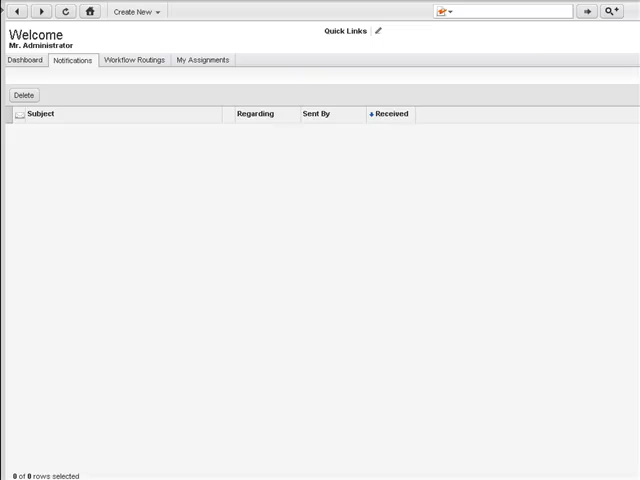 Create New
Welcome
Quick Links
Mr. Administrator
Dashboard Notifications Workflow Routings My Assignments
Delete
Subject Regarding Sent By Received
0 of 0 rows selected